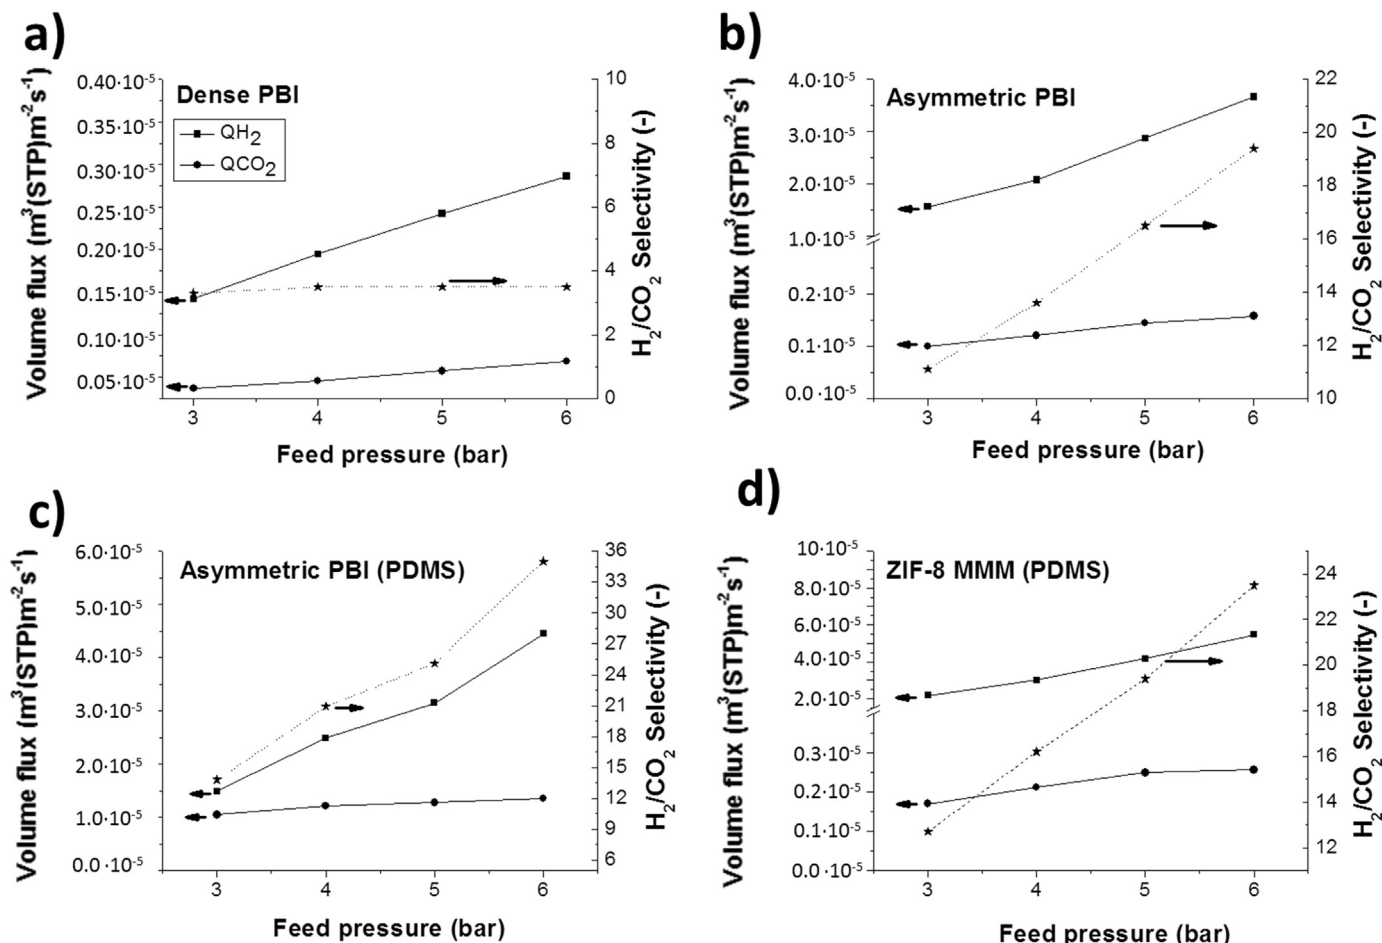 a)
Dense PBI
QH2
QCO2
Volume flux (m3(STP)m-2s-1)
0.40·10-5
0.35·10-5
0.30·10-5
0.25·10-5
0.20·10-5
0.15·10-5
0.10·10-5
0.05·10-5
10
8
6
4
2
0
H2/CO2 Selectivity (-)
3 4 5 6
Feed pressure (bar)
b)
Asymmetric PBI
Volume flux (m3(STP)m-2s-1)
4.0·10-5
3.0·10-5
2.0·10-5
1.0·10-5
0.2·10-5
0.1·10-5
0.0·10-5
22
20
18
16
14
12
10
H2/CO2 Selectivity (-)
3 4 5 6
Feed pressure (bar)
c)
Asymmetric PBI (PDMS)
Volume flux (m3(STP)m-2s-1)
6.0·10-5
5.0·10-5
4.0·10-5
3.0·10-5
2.0·10-5
1.0·10-5
0.0·10-5
36
33
30
27
24
21
18
15
12
9
6
H2/CO2 Selectivity (-)
3 4 5 6
Feed pressure (bar)
d)
ZIF-8 MMM (PDMS)
Volume flux (m3(STP)m-2s-1)
10·10-5
8.0·10-5
6.0·10-5
4.0·10-5
2.0·10-5
0.3·10-5
0.2·10-5
0.1·10-5
0.0·10-5
24
22
20
18
16
14
12
H2/CO2 Selectivity (-)
3 4 5 6
Feed pressure (bar)